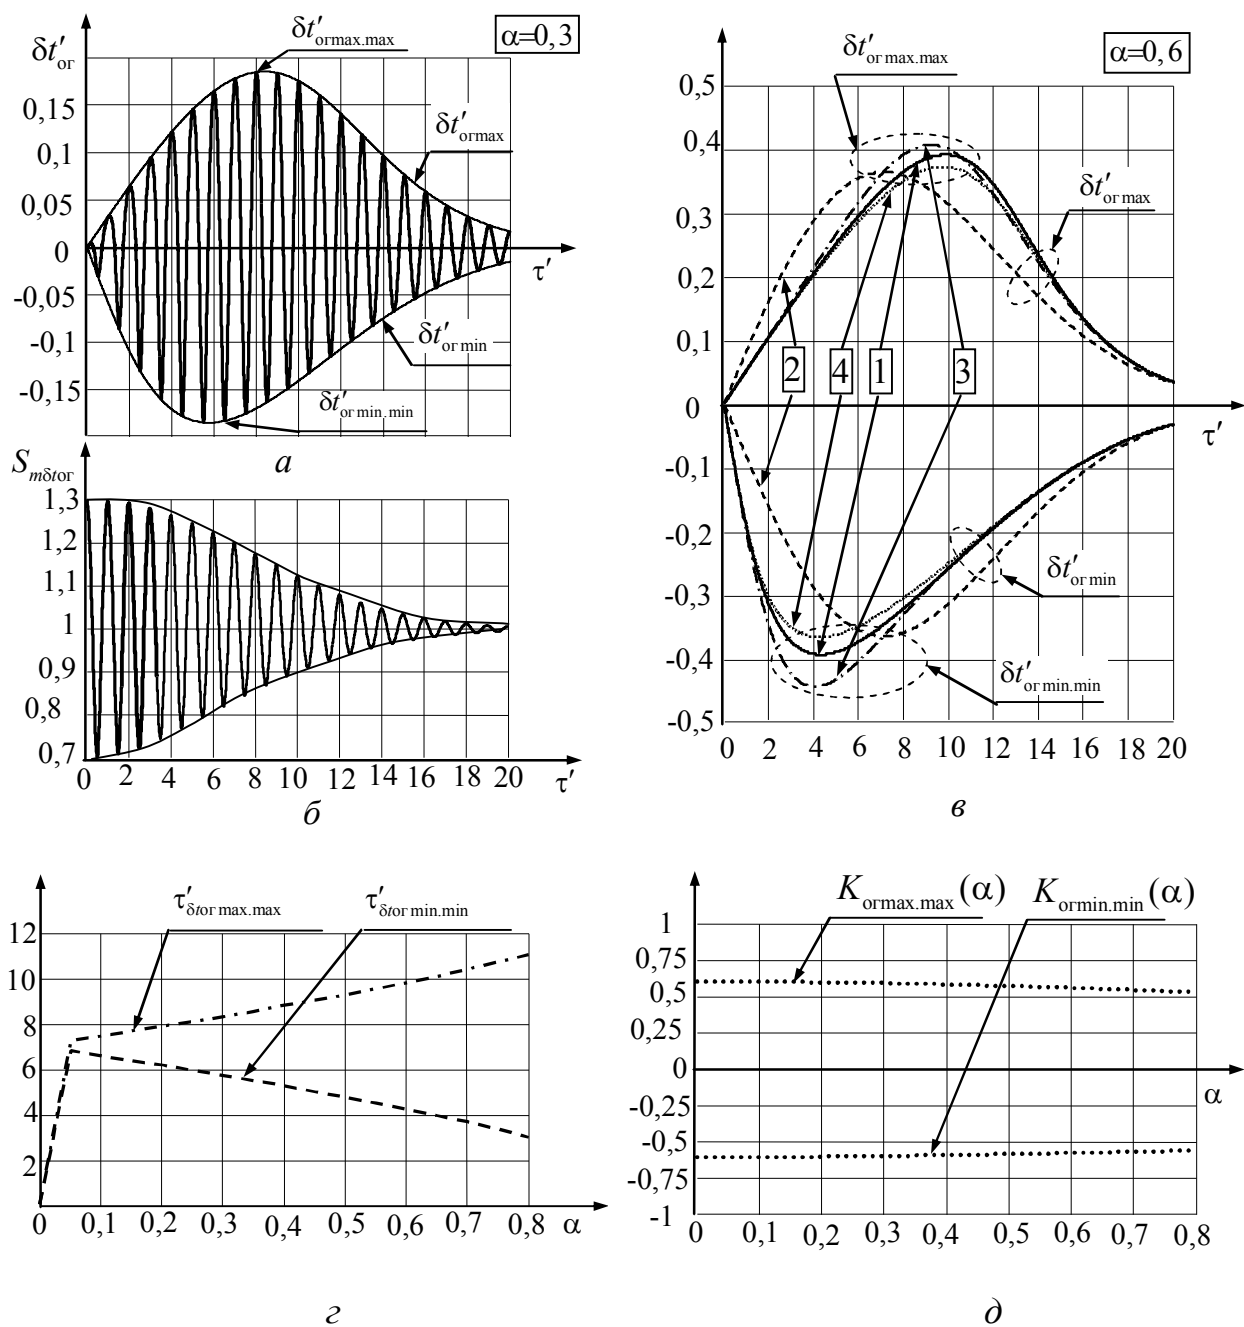 δt′ог
δt′огmax.max
α=0,3
0,15
0,1
0,05
0
-0,05
-0,1
-0,15
δt′огmax
τ′
δt′ог min
δt′ог min.min
а
Smδtог
1,3
1,2
1,1
1
0,9
0,8
0,7
0 2 4 6 8 10 12 14 16 18 20 τ′
б
δt′ог max.max
α=0,6
0,5
0,4
0,3
0,2
0,1
0
-0,1
-0,2
-0,3
-0,4
-0,5
δt′ог max
2 4 1 3
τ′
δt′ог min
δt′ог min.min
0 2 4 6 8 10 12 14 16 18 20
в
τ′δtог max.max τ′δtог min.min
12
10
8
6
4
2
0 0,1 0,2 0,3 0,4 0,5 0,6 0,7 0,8 α
г
Kогmax.max(α) Kогmin.min(α)
1
0,75
0,5
0,25
0
-0,25
-0,5
-0,75
-1
α
0 0,1 0,2 0,3 0,4 0,5 0,6 0,7 0,8
д